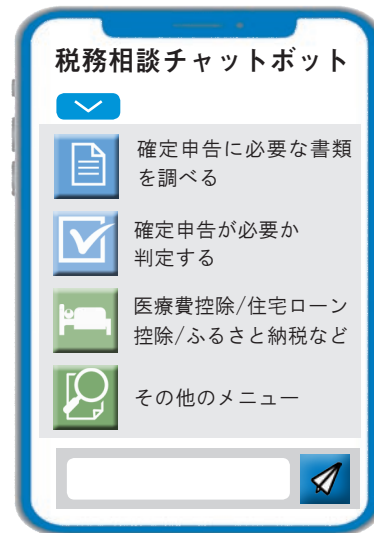 税務相談チャットボット
確定申告に必要な書類
を調べる
確定申告が必要か
判定する
医療費控除/住宅ローン
控除/ふるさと納税など
その他のメニュー